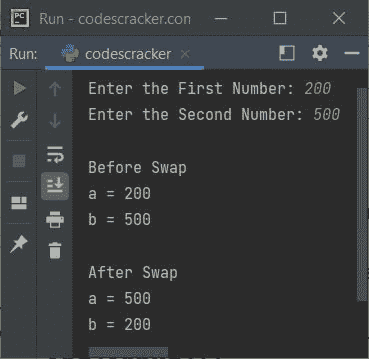 PC
Run - codescracker.con
Run:
codescracker
Enter the First Number: 200
Enter the Second Number: 500
Before Swap
a = 200
b = 500
After Swap
a = 500
b = 200